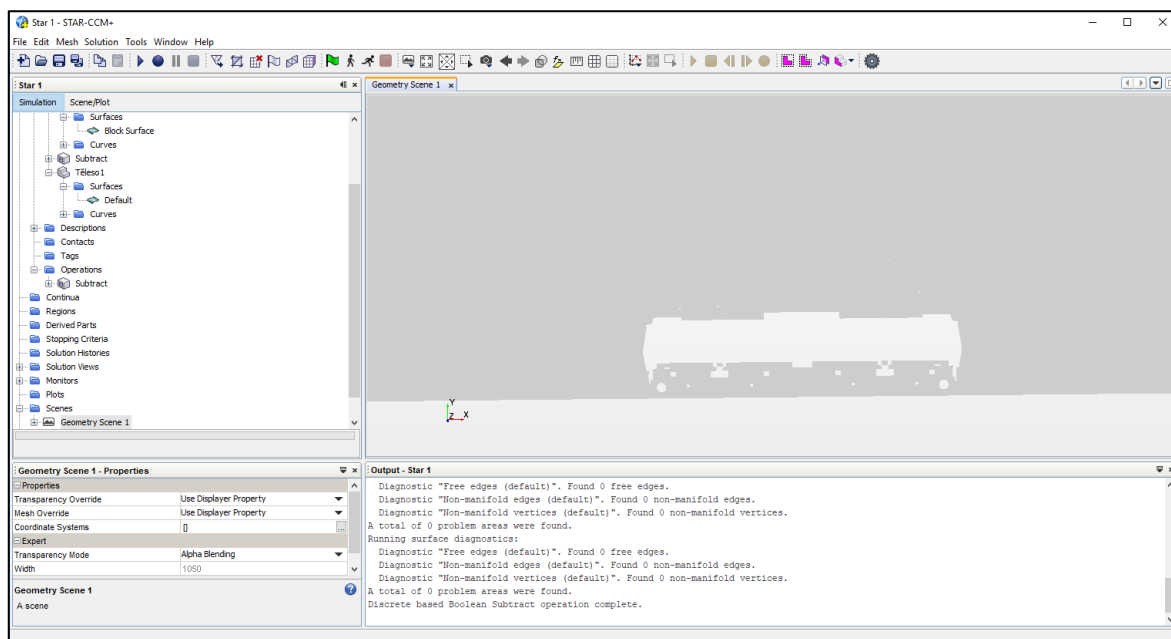 Star 1 - STAR-CCM+
File Edit Mesh Solution Tools Window Help
Star 1
Simulation Scene/Plot
Surfaces
Block Surface
Curves
Subtract
Těleso1
Surfaces
Default
Curves
Descriptions
Contacts
Tags
Operations
Subtract
Continua
Regions
Derived Parts
Stopping Criteria
Solution Histories
Solution Views
Monitors
Plots
Scenes
Geometry Scene 1
Geometry Scene 1
Y
Z X
Geometry Scene 1 - Properties
Properties
Transparency Override Use Displayer Property
Mesh Override Use Displayer Property
Coordinate Systems []
Expert
Transparency Mode Alpha Blending
Width 1050
Geometry Scene 1
A scene
Output - Star 1
Diagnostic "Free edges (default)". Found 0 free edges.
Diagnostic "Non-manifold edges (default)". Found 0 non-manifold edges.
Diagnostic "Non-manifold vertices (default)". Found 0 non-manifold vertices.
A total of 0 problem areas were found.
Running surface diagnostics:
Diagnostic "Free edges (default)". Found 0 free edges.
Diagnostic "Non-manifold edges (default)". Found 0 non-manifold edges.
Diagnostic "Non-manifold vertices (default)". Found 0 non-manifold vertices.
A total of 0 problem areas were found.
Discrete based Boolean Subtract operation complete.